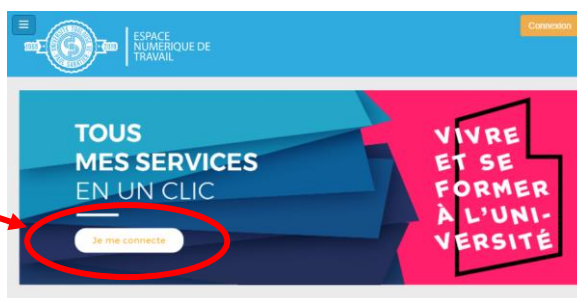 ESPACE
NUMERIQUE DE
TRAVAIL
Connexion
TOUS
MES SERVICES
EN UN CLIC
Je me connecte
VIVRE
ET SE
FORMER
À L'UNI-
VERSITÉ